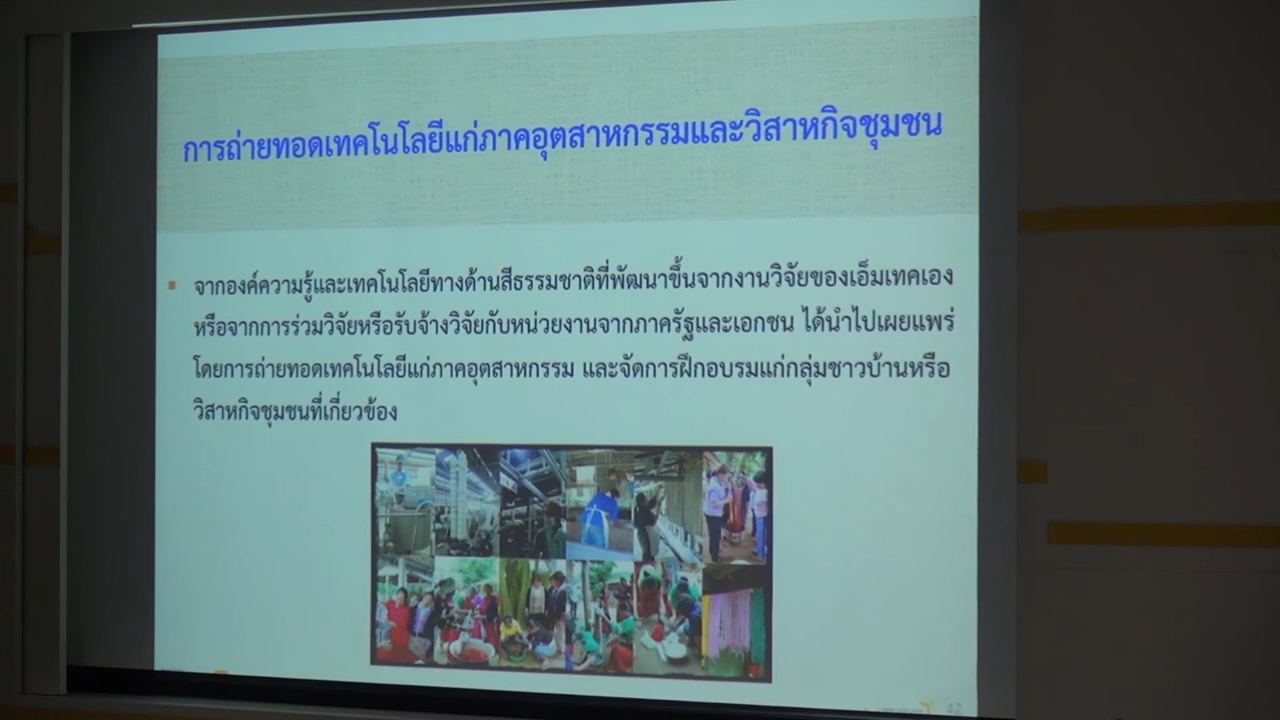 การถ่ายทอดเทคโนโลยีแก่ภาคอุตสาหกรรมและวิสาหกิจชุมชน
จากองค์ความรู้และเทคโนโลยีทางด้านสีธรรมชาติที่พัฒนาขึ้นจากงานวิจัยของเอ็มเทคเอง
หรือจากการร่วมวิจัยหรือรับจ้างวิจัยกับหน่วยงานจากภาครัฐและเอกชน ได้นำไปเผยแพร่
โดยการถ่ายทอดเทคโนโลยีแก่ภาคอุตสาหกรรม และจัดการฝึกอบรมแก่กลุ่มชาวบ้านหรือ
วิสาหกิจชุมชนที่เกี่ยวข้อง
42